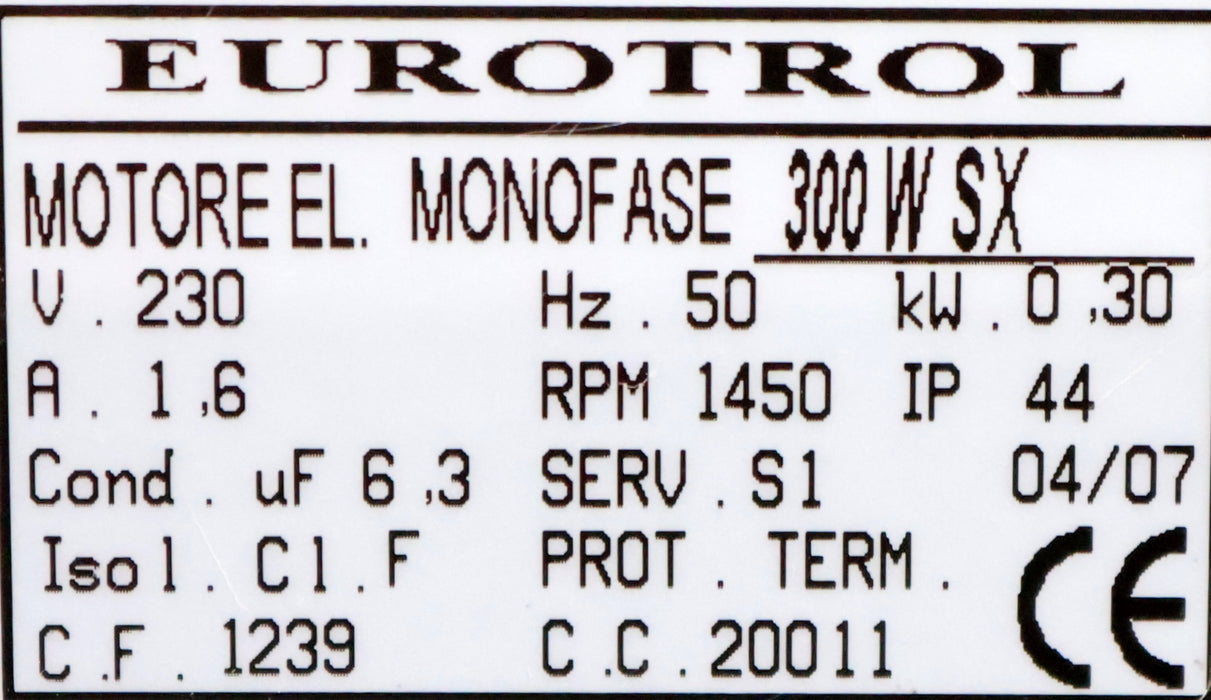 EUROTROL
MOTORE EL. MONOFASE 300 W SX
V . 230 Hz . 50 kW . 0 ,30
A . 1 ,6 RPM 1450 IP 44
Cond . uF 6 ,3 SERV . S1 04/07
Isol . Cl . F PROT . TERM .
C .F . 1239 C .C . 20011
CE